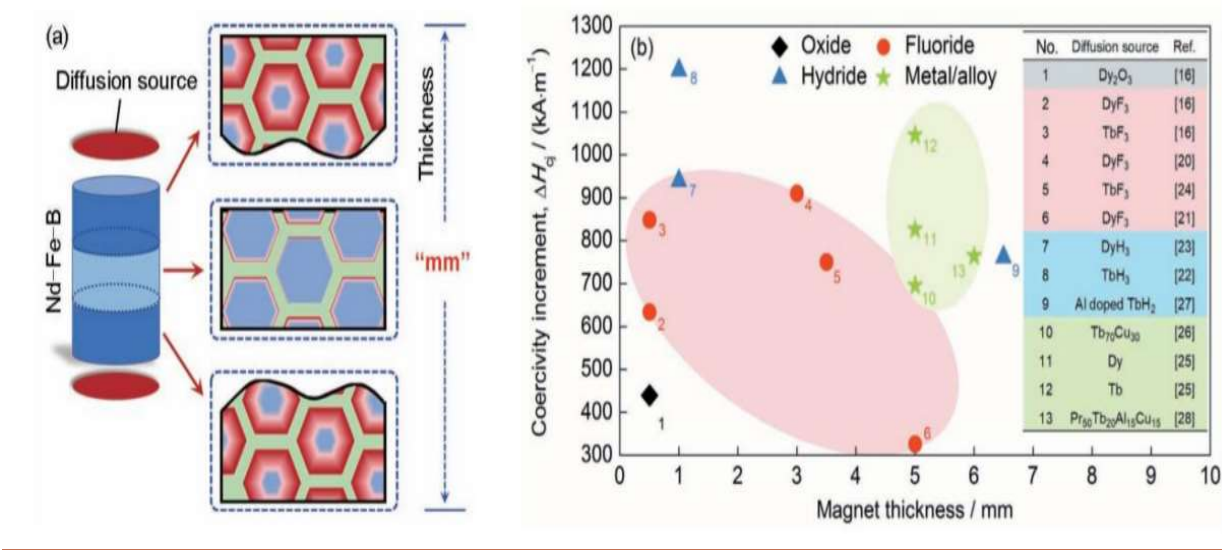 (a)
Diffusion source
Nd–Fe–B
Thickness
“mm”
(b)
Coercivity increment, ΔHcj / (kA·m⁻¹)
1300
1200
1100
1000
900
800
700
600
500
400
300
Oxide
Fluoride
Hydride
Metal/alloy
8
12
7
4
3
11
5
13
9
10
2
1
6
0 1 2 3 4 5 6 7 8 9 10
Magnet thickness / mm
No. Diffusion source Ref.
1 Dy₂O₃ [16]
2 DyF₃ [16]
3 TbF₃ [16]
4 DyF₃ [20]
5 TbF₃ [24]
6 DyF₃ [21]
7 DyH₃ [23]
8 TbH₃ [22]
9 Al doped TbH₂ [27]
10 Tb₇₀Cu₃₀ [26]
11 Dy [25]
12 Tb [25]
13 Pr₅₀Tb₂₀Al₁₅Cu₁₅ [28]